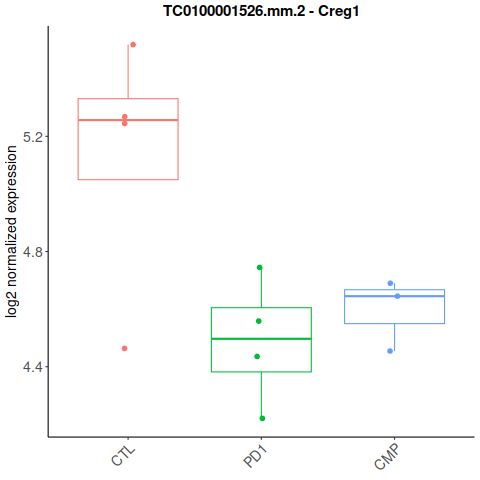 TC0100001526.mm.2 - Creg1
log2 normalized expression
5.2
4.8
4.4
CTL
PD1
CMP